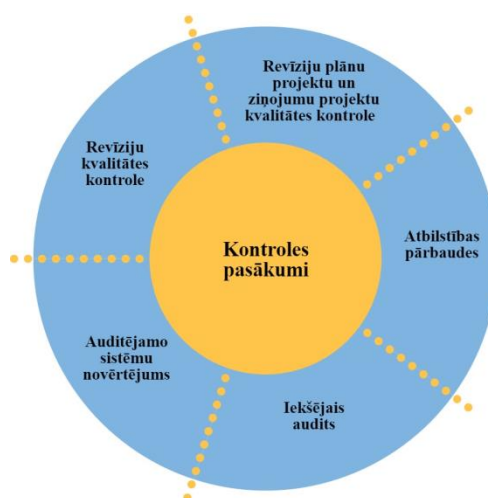 Revīziju plānu
projektu un
ziņojumu projektu
kvalitātes kontrole
Revīziju
kvalitātes
kontrole
Kontroles
pasākumi
Atbilstības
pārbaudes
Auditējamo
sistēmu
novērtējums
Iekšējais
audits